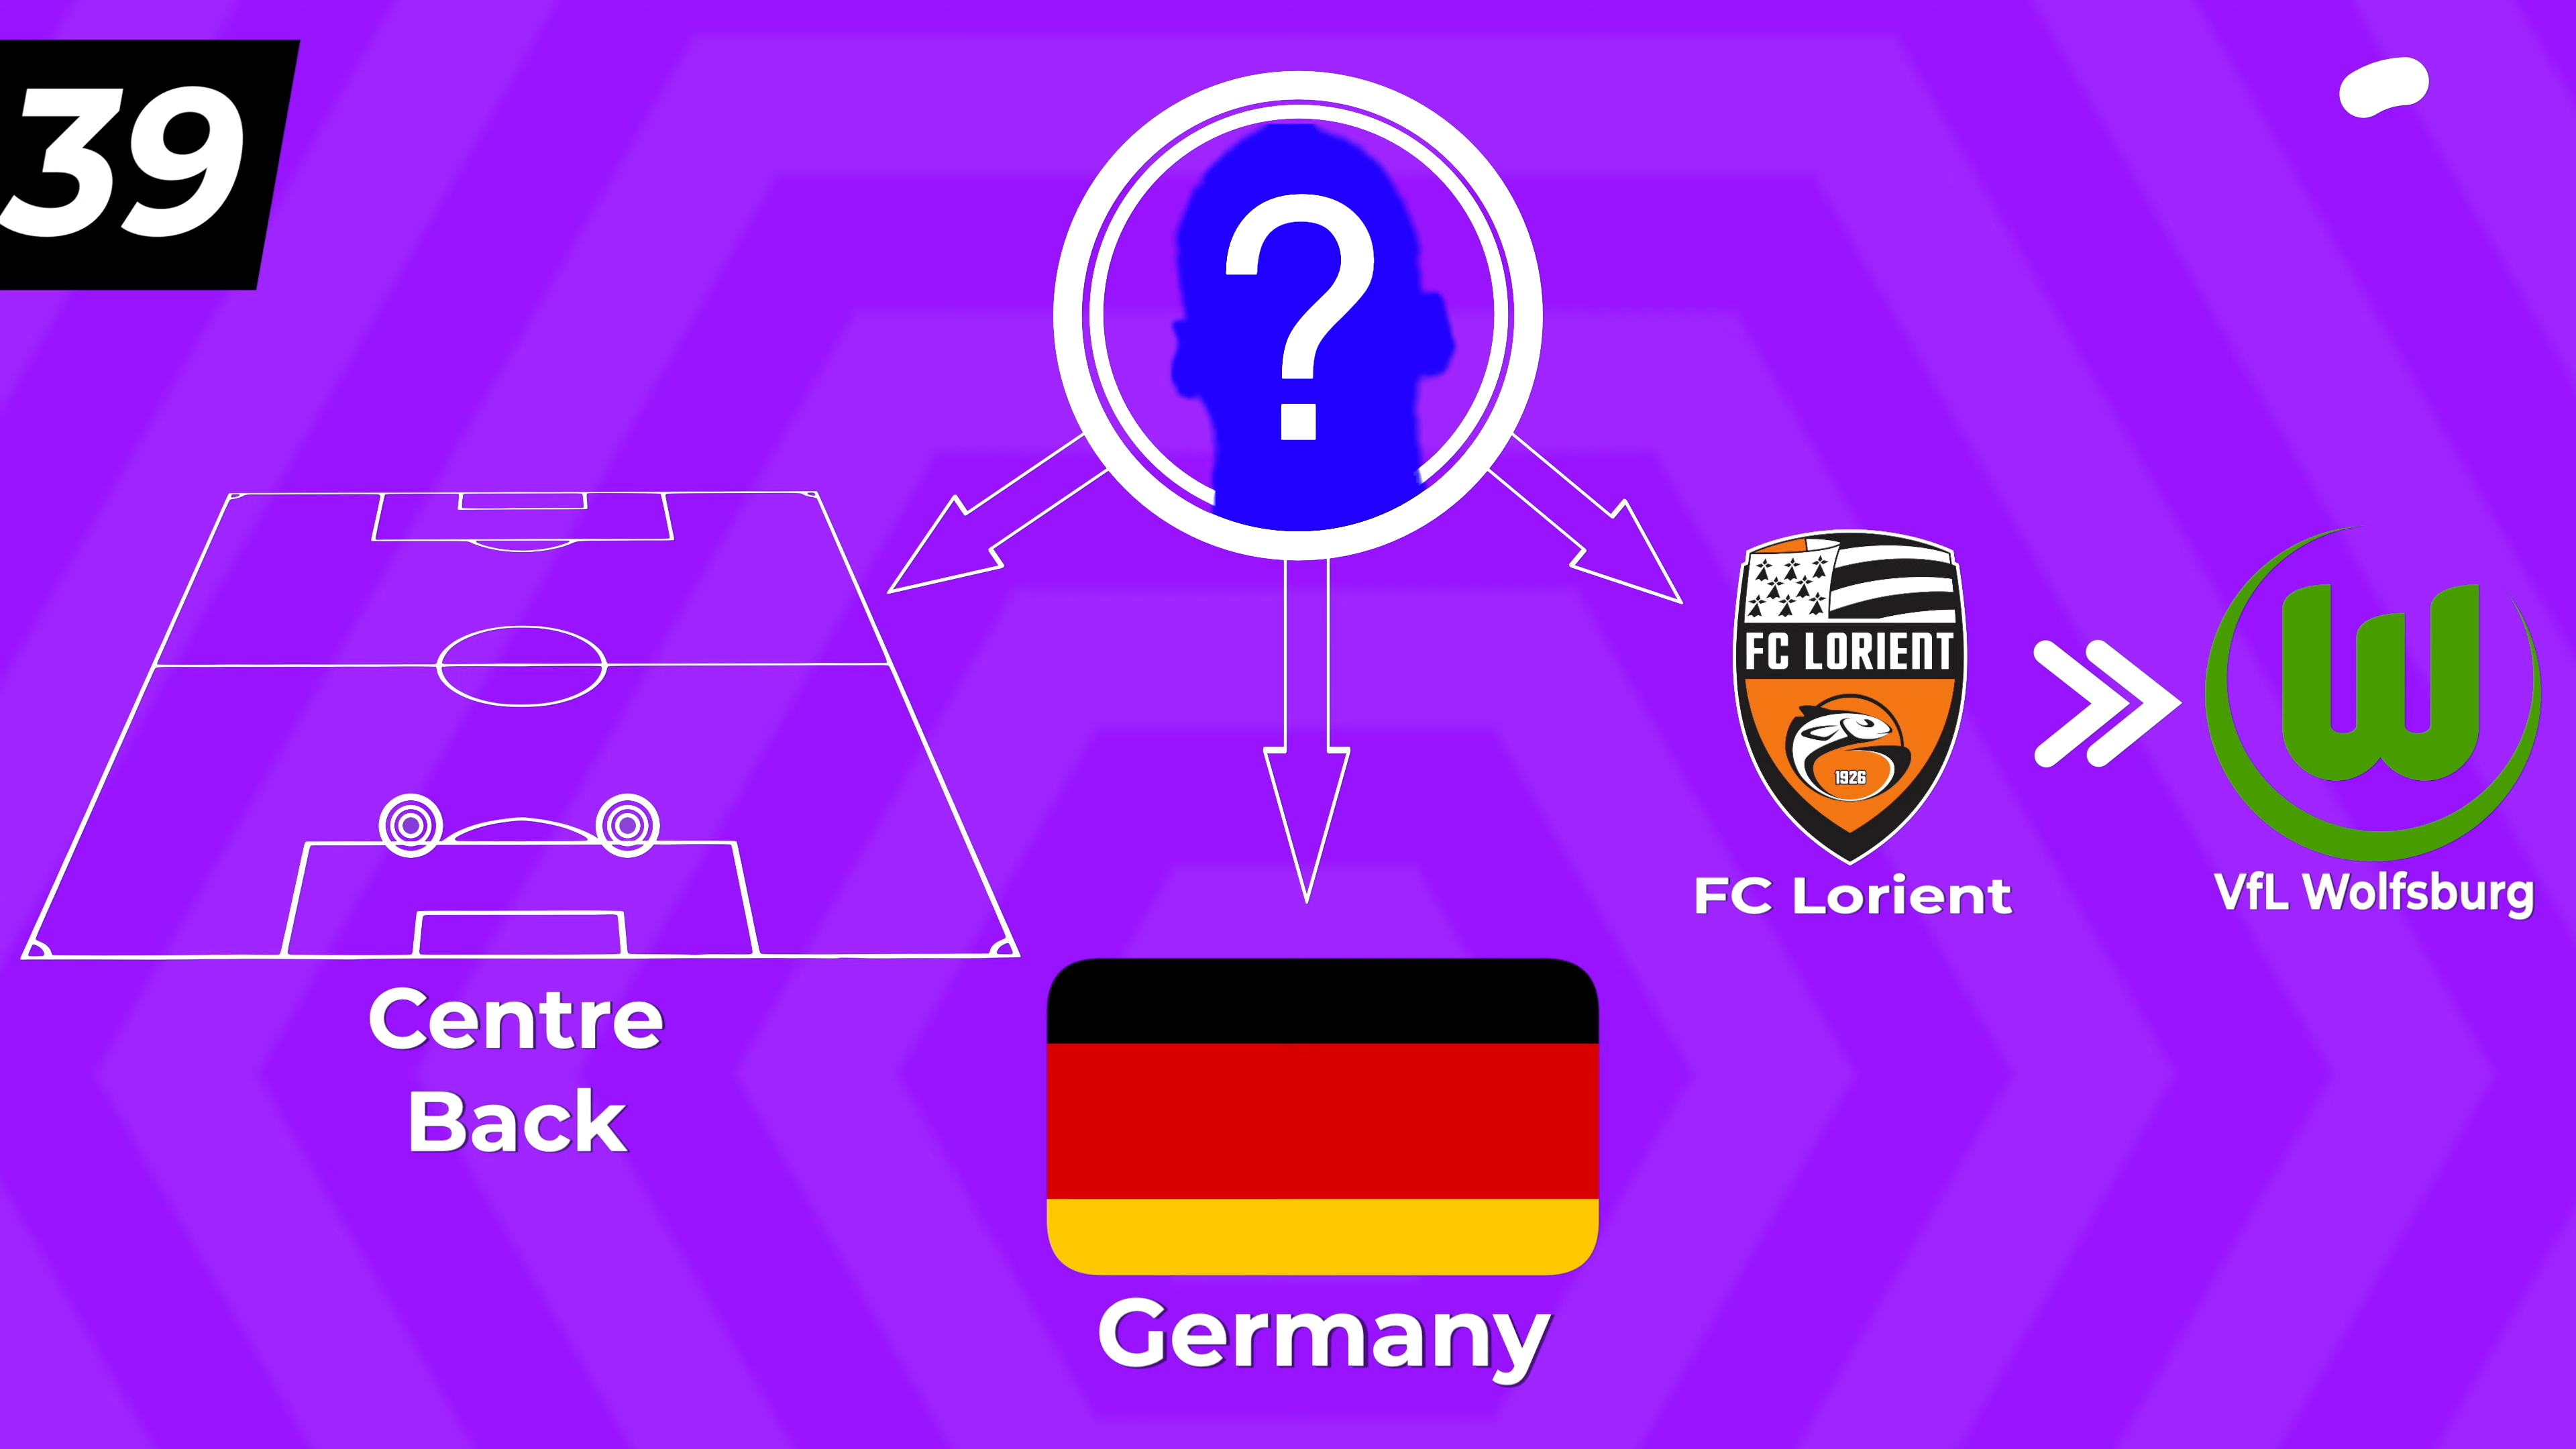 39
?
FC LORIENT
1926
FC Lorient
VfL Wolfsburg
Centre
Back
Germany